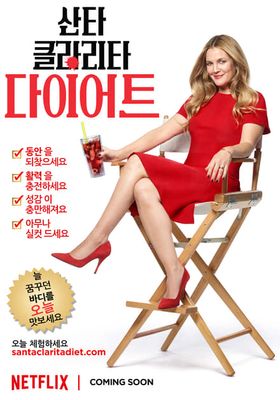 산타
클라리타
다이어트
동안 을
되찾으세요
활력 을
충전하세요
성감 이
충만해져요
아무나
실컷 드세요
늘
꿈꾸던
바디를
오늘
맛보세요
오늘 체험하세요
santaclaritadiet.com
NETFLIX | COMING SOON